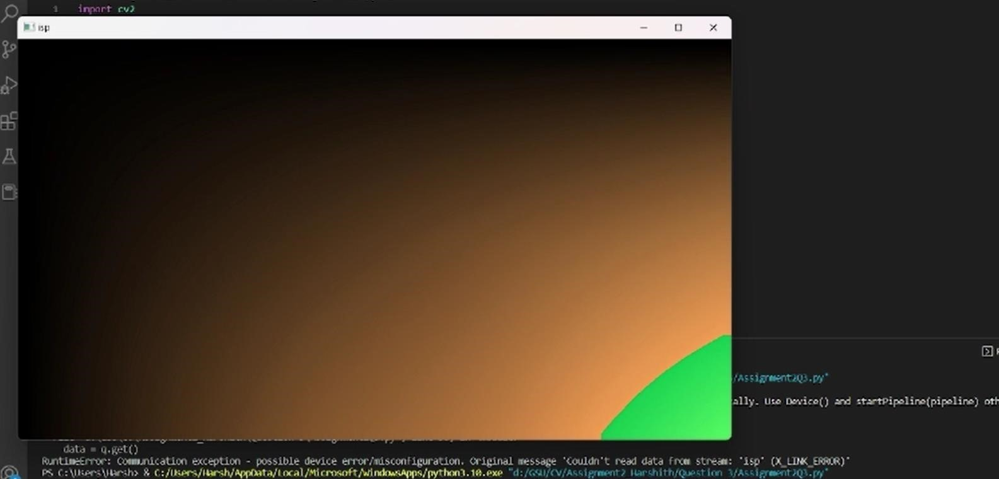 1 import cv2
isp
/Assignment2Q3.py"
ally. Use Device() and startPipeline(pipeline) oth
data = q.get()
RuntimeError: Communication exception - possible device error/misconfiguration. Original message 'Couldn't read data from stream: 'isp' (X_LINK_ERROR)'
PS C:\Users\Harsh> & C:/Users/Harsh/AppData/Local/Microsoft/WindowsApps/python3.10.exe "d:/GSU/CV/Assignment2_Harshith/Question 3/Assignment2Q3.py"